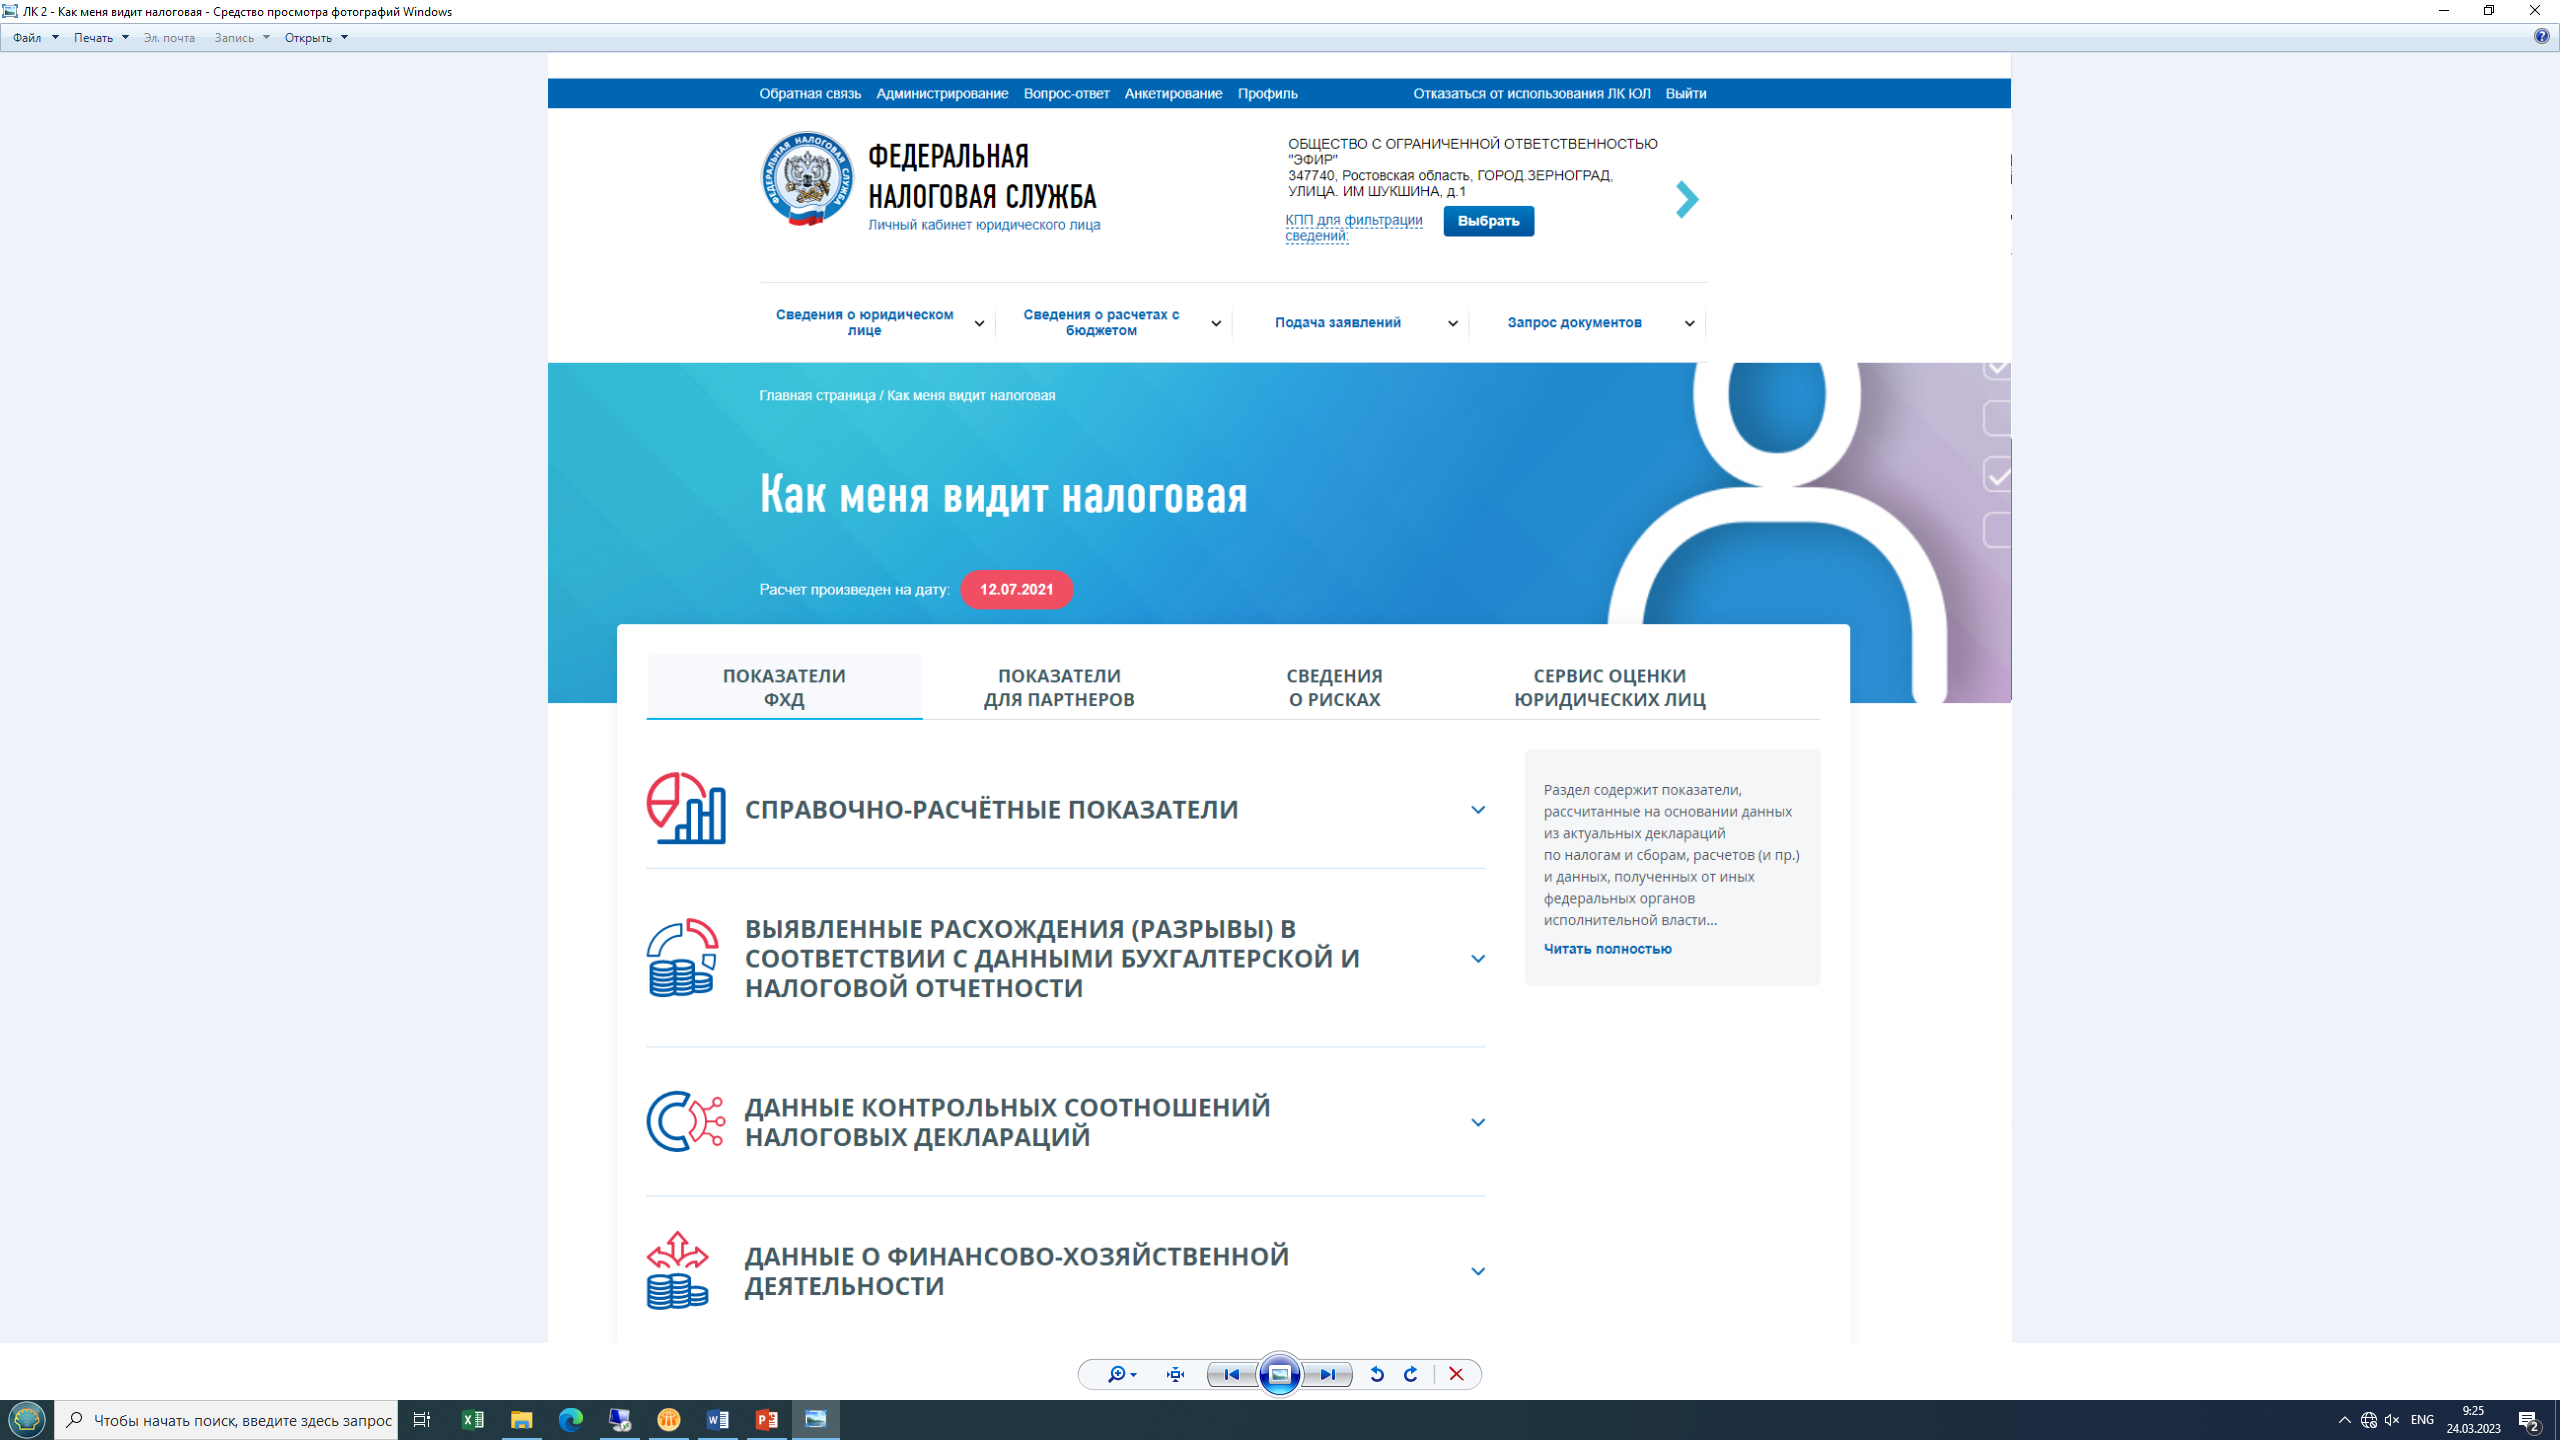 ЛК 2 - Как меня видит налоговая - Средство просмотра фотографий Windows
Файл Печать Эл. почта Запись Открыть
Обратная связь Администрирование Вопрос-ответ Анкетирование Профиль Отказаться от использования ЛК ЮЛ Выйти
ФЕДЕРАЛЬНАЯ НАЛОГОВАЯ СЛУЖБА
ФЕДЕРАЛЬНАЯ
НАЛОГОВАЯ СЛУЖБА
Личный кабинет юридического лица
ОБЩЕСТВО С ОГРАНИЧЕННОЙ ОТВЕТСТВЕННОСТЬЮ
"ЭФИР"
347740, Ростовская область, ГОРОД.ЗЕРНОГРАД,
УЛИЦА. ИМ ШУКШИНА, д.1
КПП для фильтрации
сведений:
Выбрать
Сведения о юридическом
лице
Сведения о расчетах с
бюджетом
Подача заявлений
Запрос документов
Главная страница / Как меня видит налоговая
Как меня видит налоговая
Расчет произведен на дату: 12.07.2021
ПОКАЗАТЕЛИ
ФХД
ПОКАЗАТЕЛИ
ДЛЯ ПАРТНЕРОВ
СВЕДЕНИЯ
О РИСКАХ
СЕРВИС ОЦЕНКИ
ЮРИДИЧЕСКИХ ЛИЦ
СПРАВОЧНО-РАСЧЁТНЫЕ ПОКАЗАТЕЛИ
ВЫЯВЛЕННЫЕ РАСХОЖДЕНИЯ (РАЗРЫВЫ) В
СООТВЕТСТВИИ С ДАННЫМИ БУХГАЛТЕРСКОЙ И
НАЛОГОВОЙ ОТЧЕТНОСТИ
ДАННЫЕ КОНТРОЛЬНЫХ СООТНОШЕНИЙ
НАЛОГОВЫХ ДЕКЛАРАЦИЙ
ДАННЫЕ О ФИНАНСОВО-ХОЗЯЙСТВЕННОЙ
ДЕЯТЕЛЬНОСТИ
Раздел содержит показатели,
рассчитанные на основании данных
из актуальных деклараций
по налогам и сборам, расчетов (и пр.)
и данных, полученных от иных
федеральных органов
исполнительной власти...
Читать полностью
Чтобы начать поиск, введите здесь запрос
ENG
9:25
24.03.2023
2